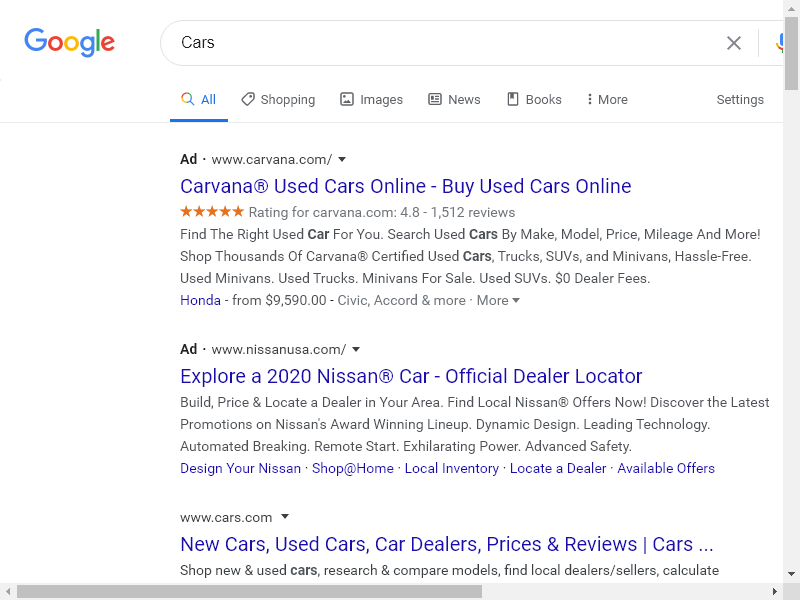 Google
Cars
All Shopping Images News Books More Settings
Ad · www.carvana.com/
Carvana® Used Cars Online - Buy Used Cars Online
Rating for carvana.com: 4.8 - 1,512 reviews
Find The Right Used Car For You. Search Used Cars By Make, Model, Price, Mileage And More!
Shop Thousands Of Carvana® Certified Used Cars, Trucks, SUVs, and Minivans, Hassle-Free.
Used Minivans. Used Trucks. Minivans For Sale. Used SUVs. $0 Dealer Fees.
Honda - from $9,590.00 - Civic, Accord & more · More
Ad · www.nissanusa.com/
Explore a 2020 Nissan® Car - Official Dealer Locator
Build, Price & Locate a Dealer in Your Area. Find Local Nissan® Offers Now! Discover the Latest
Promotions on Nissan's Award Winning Lineup. Dynamic Design. Leading Technology.
Automated Breaking. Remote Start. Exhilarating Power. Advanced Safety.
Design Your Nissan · Shop@Home · Local Inventory · Locate a Dealer · Available Offers
www.cars.com
New Cars, Used Cars, Car Dealers, Prices & Reviews | Cars ...
Shop new & used cars, research & compare models, find local dealers/sellers, calculate